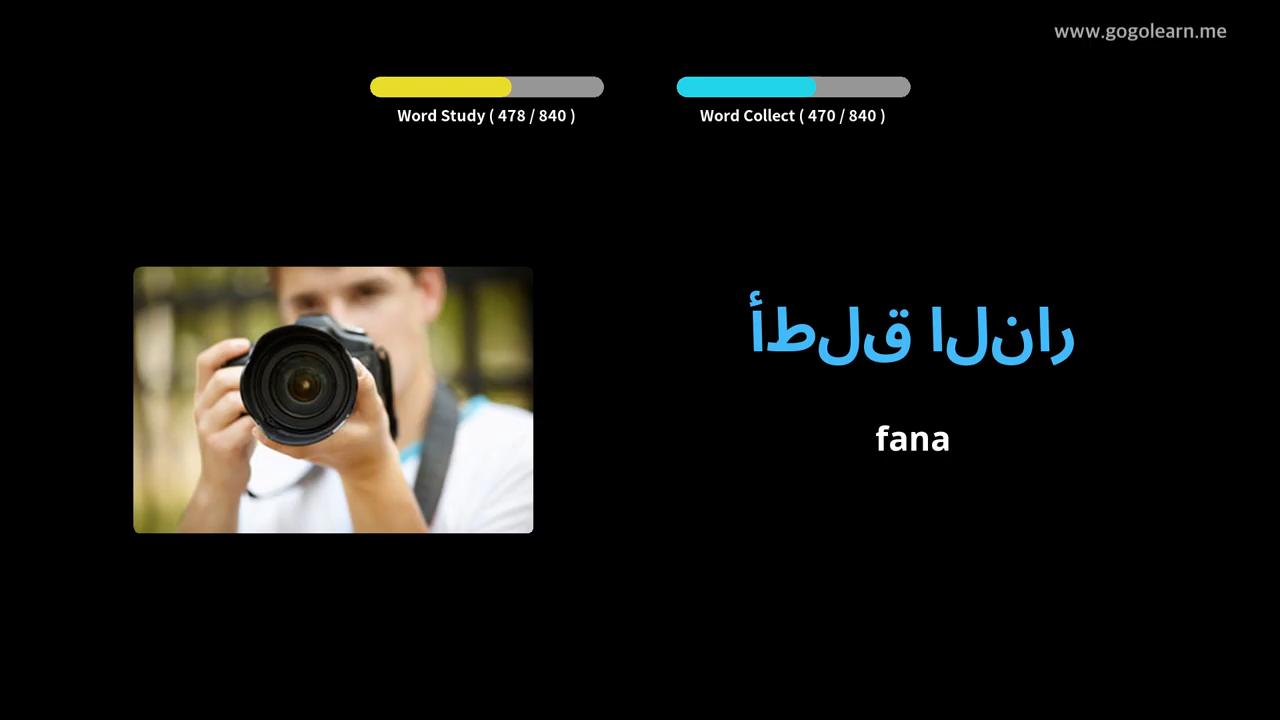 www.gogolearn.me
Word Study ( 478 / 840 )
Word Collect ( 470 / 840 )
أطلق النار
fana